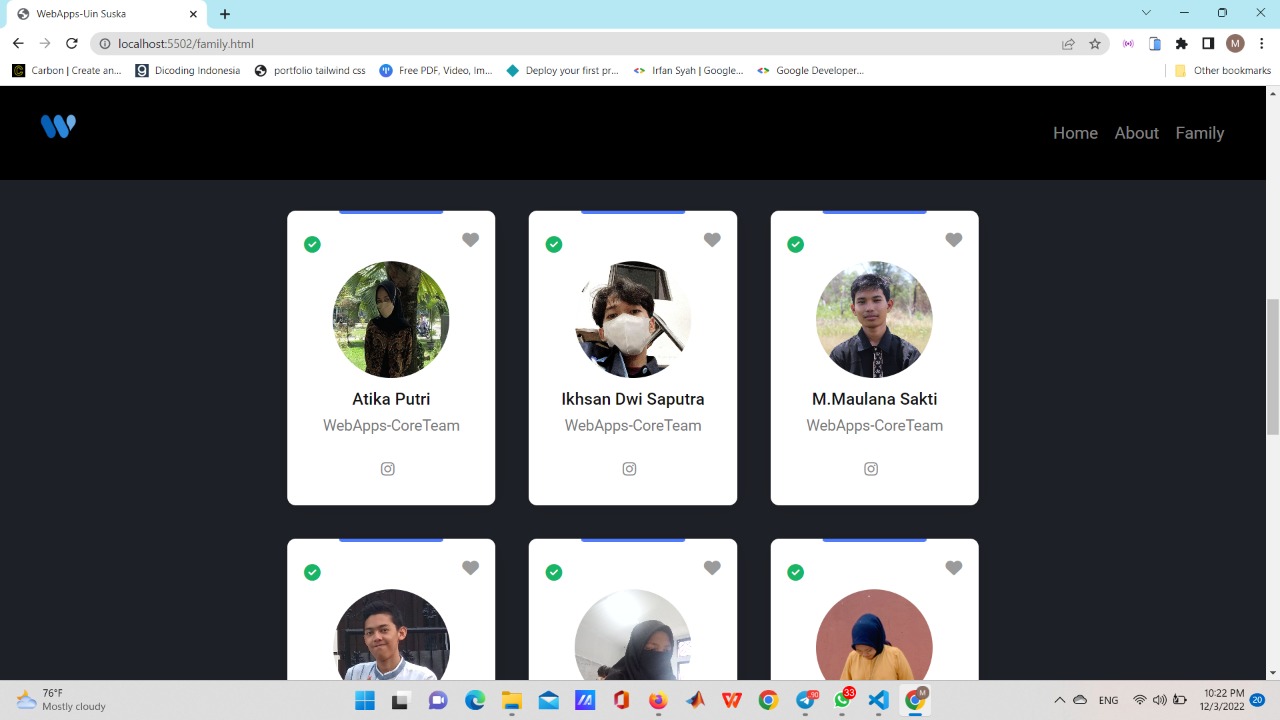 WebApps-Uin Suska
localhost:5502/family.html
M
Carbon | Create an...
Dicoding Indonesia
portfolio tailwind css
Free PDF, Video, Im...
Deploy your first pr...
Irfan Syah | Google...
Google Developer...
Other bookmarks
Home About Family
Atika Putri
WebApps-CoreTeam
Ikhsan Dwi Saputra
WebApps-CoreTeam
M.Maulana Sakti
WebApps-CoreTeam
76°F
Mostly cloudy
90
33
M
ENG
10:22 PM
12/3/2022
20